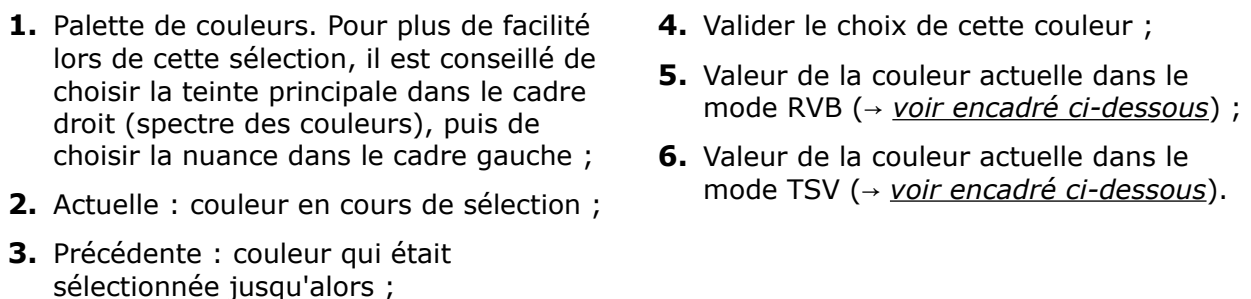 1. Palette de couleurs. Pour plus de facilité
lors de cette sélection, il est conseillé de
choisir la teinte principale dans le cadre
droit (spectre des couleurs), puis de
choisir la nuance dans le cadre gauche ;
2. Actuelle : couleur en cours de sélection ;
3. Précédente : couleur qui était
sélectionnée jusqu'alors ;
4. Valider le choix de cette couleur ;
5. Valeur de la couleur actuelle dans le
mode RVB (→ voir encadré ci-dessous) ;
6. Valeur de la couleur actuelle dans le
mode TSV (→ voir encadré ci-dessous).